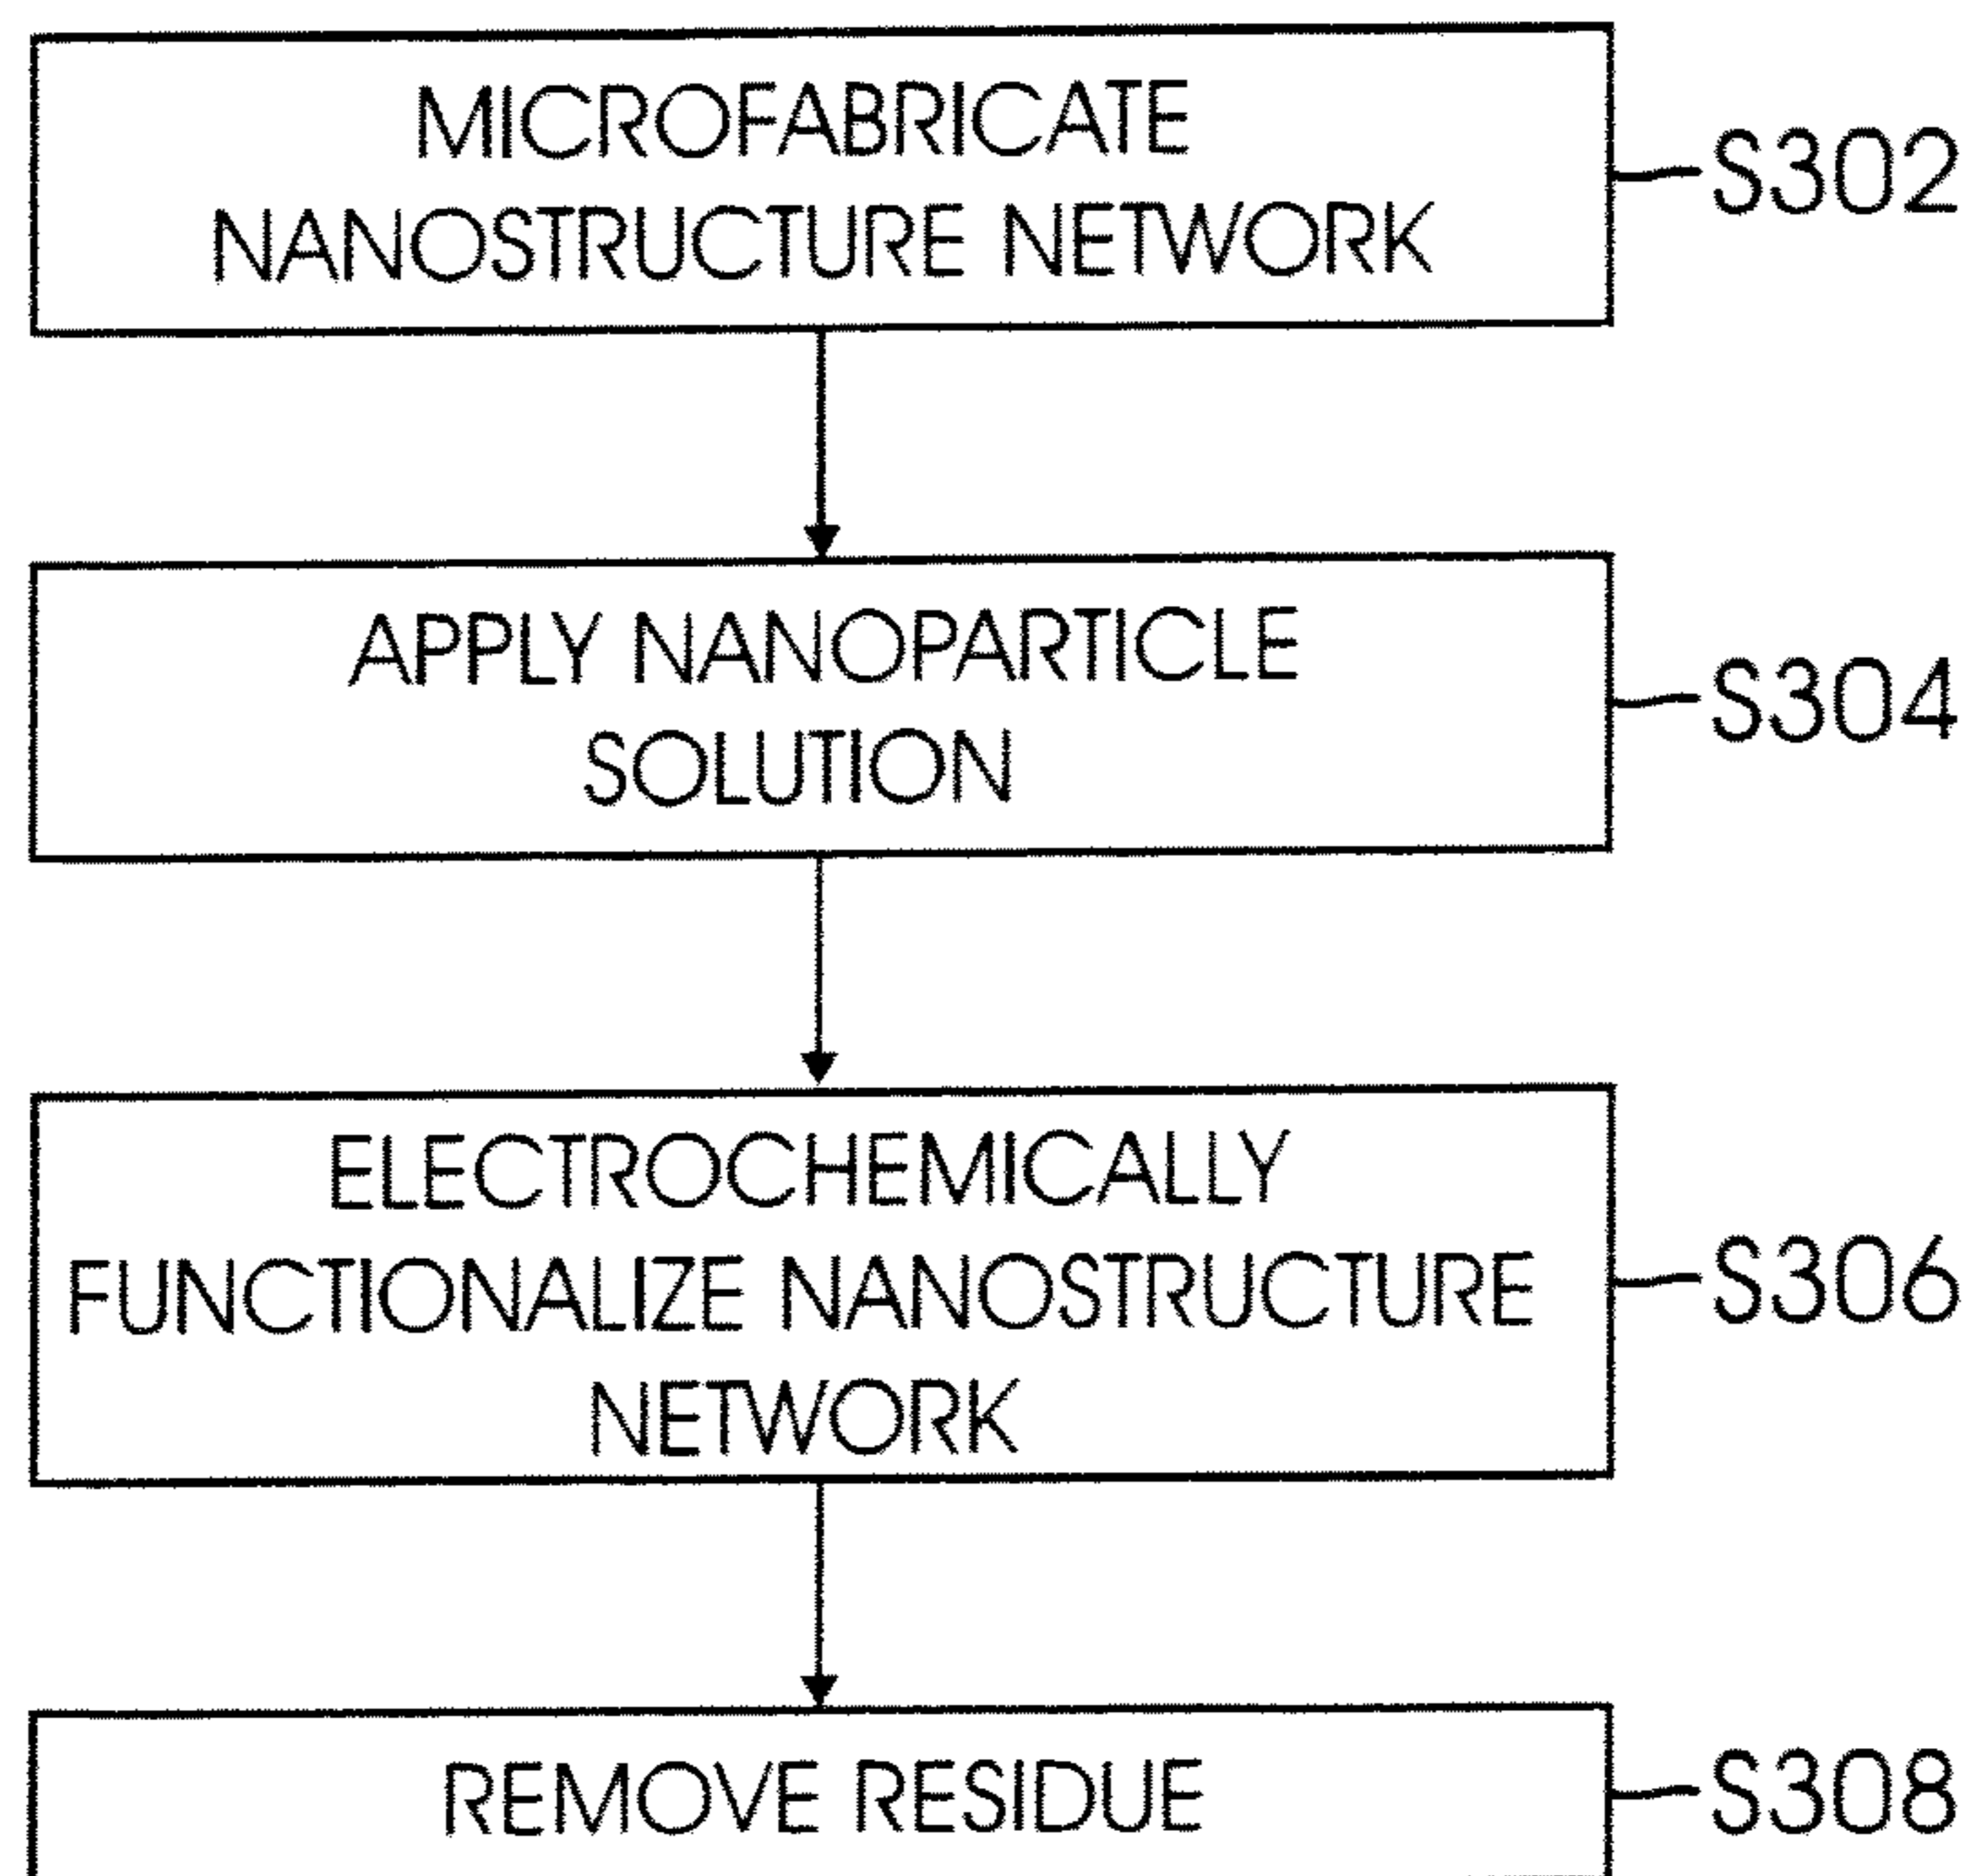 MICROFABRICATE
NANOSTRUCTURE NETWORK
S302
APPLY NANOPARTICLE
SOLUTION
S304
ELECTROCHEMICALLY
FUNCTIONALIZE NANOSTRUCTURE
NETWORK
S306
REMOVE RESIDUE
S308